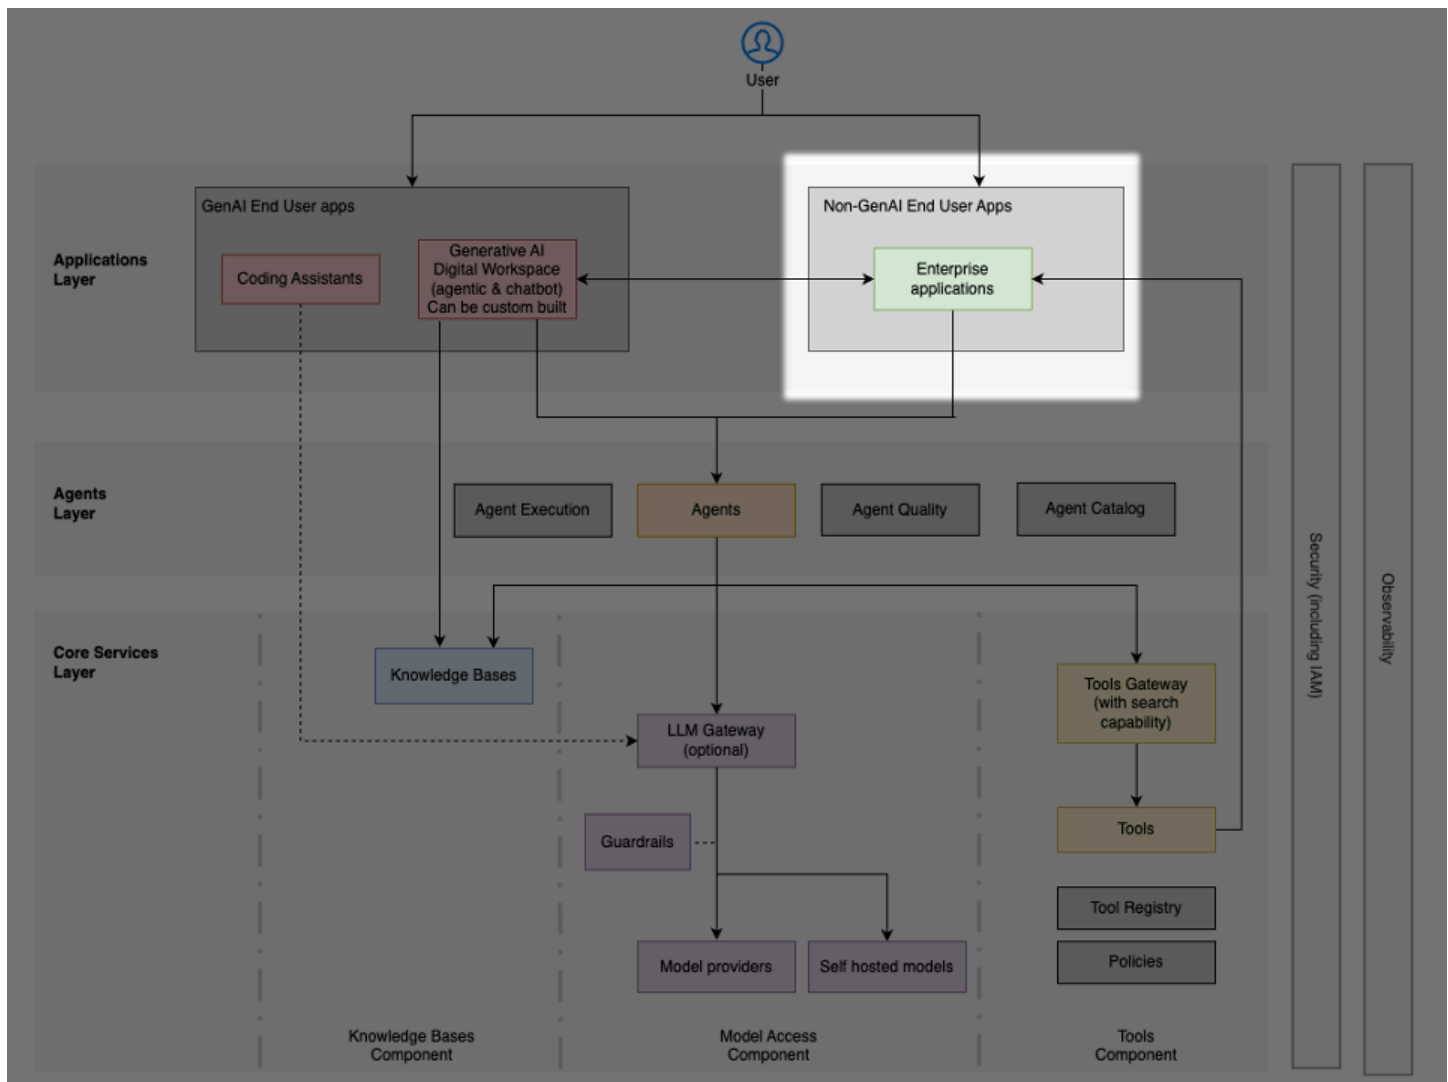 User
GenAI End User apps
Non-GenAI End User Apps
Applications
Layer
Coding Assistants
Generative AI
Digital Workspace
(agentic & chatbot)
Can be custom built
Enterprise
applications
Agents
Layer
Agent Execution
Agents
Agent Quality
Agent Catalog
Security (including IAM)
Observability
Core Services
Layer
Knowledge Bases
LLM Gateway
(optional)
Tools Gateway
(with search
capability)
Guardrails
Tools
Tool Registry
Model providers
Self hosted models
Policies
Knowledge Bases
Component
Model Access
Component
Tools
Component